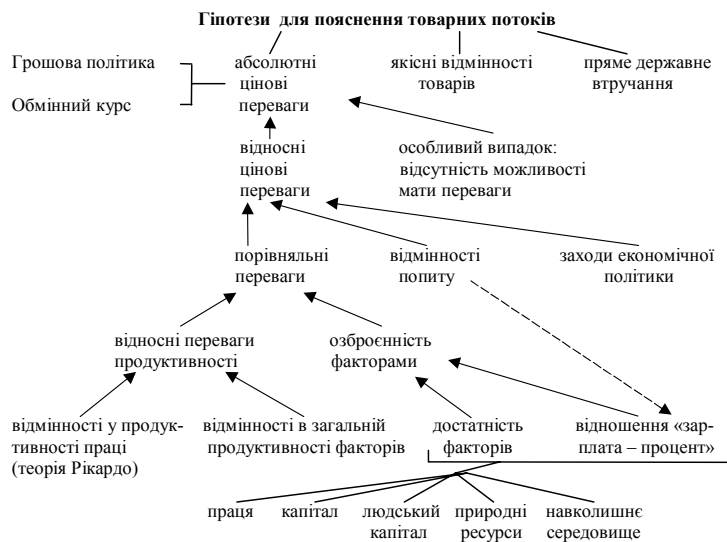 Гіпотези для пояснення товарних потоків
Грошова політика
Обмінний курс
абсолютні
цінові
переваги
якісні відмінності
товарів
пряме державне
втручання
відносні
цінові
переваги
особливий випадок:
відсутність можливості
мати переваги
порівняльні
переваги
відмінності
попиту
заходи економічної
політики
відносні переваги
продуктивності
озброєнність
факторами
відмінності у продук-
тивності праці
(теорія Рікардо)
відмінності в загальній
продуктивності факторів
достатність
факторів
відношення «зар-
плата – процент»
праця
капітал
людський
капітал
природні
ресурси
навколишнє
середовище